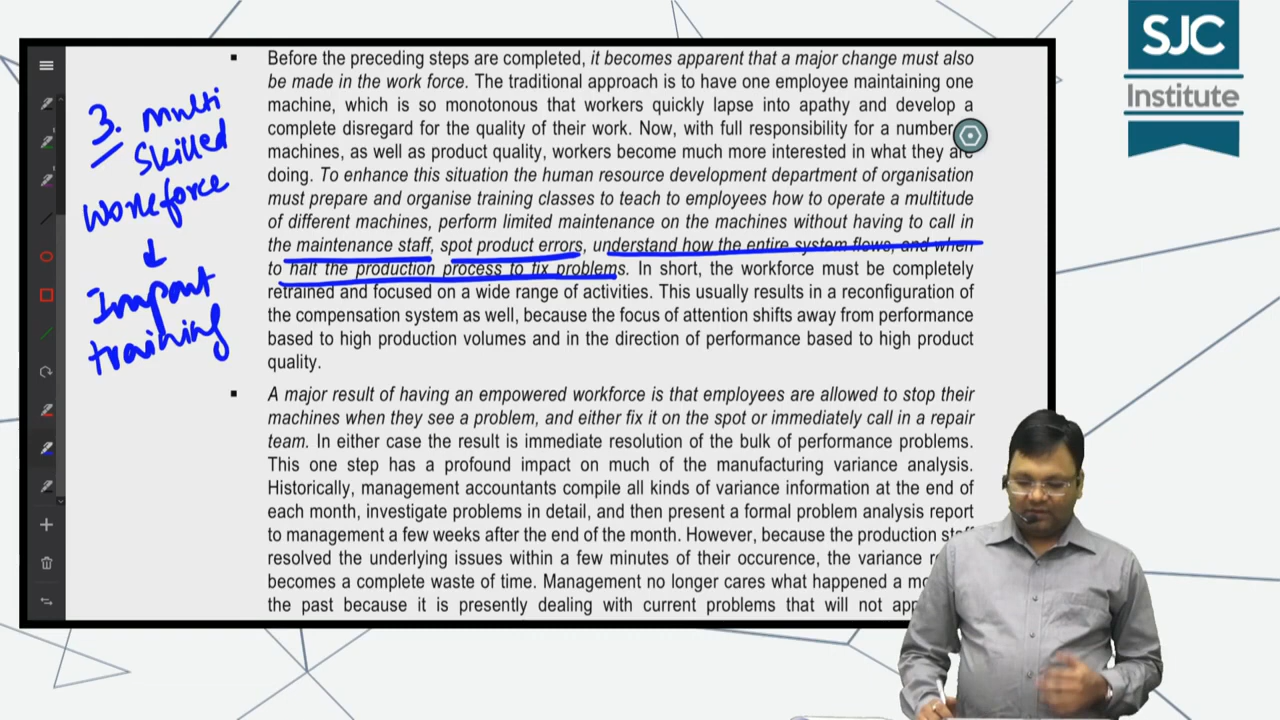 SJC
Institute
3. multi
skilled
workforce
Impart
training
▪ Before the preceding steps are completed, it becomes apparent that a major change must also
be made in the work force. The traditional approach is to have one employee maintaining one
machine, which is so monotonous that workers quickly lapse into apathy and develop a
complete disregard for the quality of their work. Now, with full responsibility for a number
machines, as well as product quality, workers become much more interested in what they are
doing. To enhance this situation the human resource development department of organisation
must prepare and organise training classes to teach to employees how to operate a multitude
of different machines, perform limited maintenance on the machines without having to call in
the maintenance staff, spot product errors, understand how the entire system flows, and when
to halt the production process to fix problems. In short, the workforce must be completely
retrained and focused on a wide range of activities. This usually results in a reconfiguration of
the compensation system as well, because the focus of attention shifts away from performance
based to high production volumes and in the direction of performance based to high product
quality.
▪ A major result of having an empowered workforce is that employees are allowed to stop their
machines when they see a problem, and either fix it on the spot or immediately call in a repair
team. In either case the result is immediate resolution of the bulk of performance problems.
This one step has a profound impact on much of the manufacturing variance analysis.
Historically, management accountants compile all kinds of variance information at the end of
each month, investigate problems in detail, and then present a formal problem analysis report
to management a few weeks after the end of the month. However, because the production
resolved the underlying issues within a few minutes of their occurence, the variance
becomes a complete waste of time. Management no longer cares what happened a
the past because it is presently dealing with current problems that will not